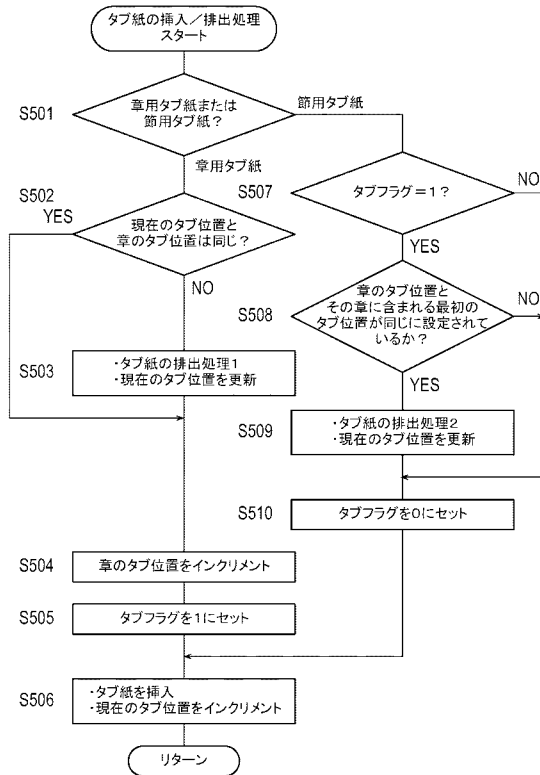 タブ紙の挿入／排出処理
スタート
S501
章用タブ紙または
節用タブ紙？
節用タブ紙
章用タブ紙
S502
YES
現在のタブ位置と
章のタブ位置は同じ？
NO
S503
・タブ紙の排出処理1
・現在のタブ位置を更新
S507
タブフラグ＝1？
NO
YES
S508
章のタブ位置と
その章に含まれる最初の
タブ位置が同じに設定されて
いるか？
NO
YES
S509
・タブ紙の排出処理2
・現在のタブ位置を更新
S510
タブフラグを0にセット
S504
章のタブ位置をインクリメント
S505
タブフラグを1にセット
S506
・タブ紙を挿入
・現在のタブ位置をインクリメント
リターン